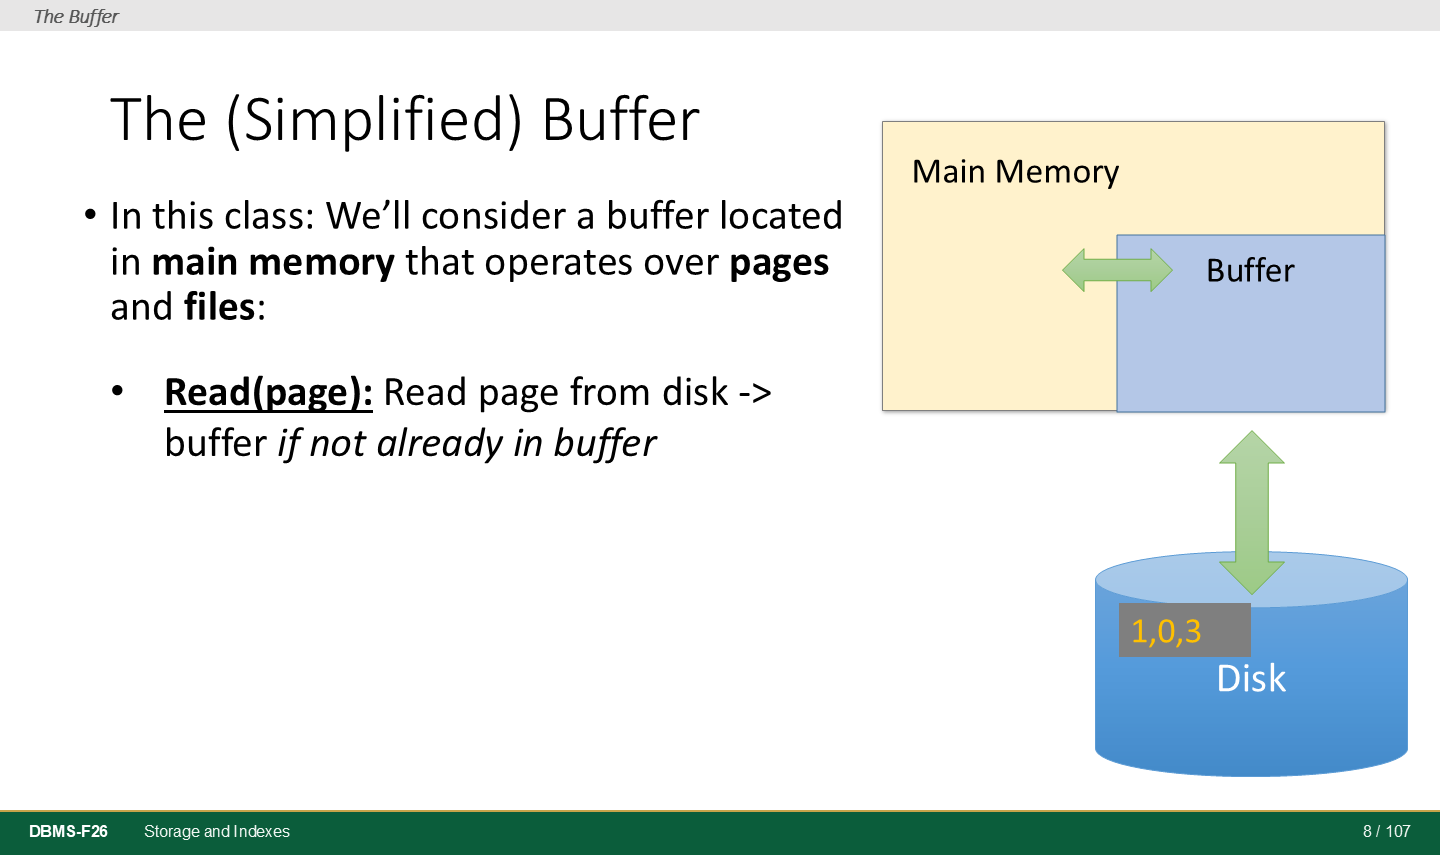 The Buffer
The (Simplified) Buffer
• In this class: We’ll consider a buffer located
in main memory that operates over pages
and files:
• Read(page): Read page from disk ->
buffer if not already in buffer
Main Memory
Buffer
1,0,3
Disk
DBMS-F26 Storage and Indexes 8 / 107